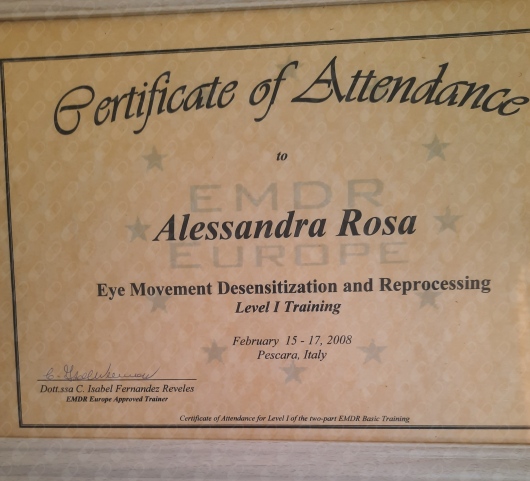 Certificate of Attendance
to
EMDR
Alessandra Rosa
EUROPE
Eye Movement Desensitization and Reprocessing
Level I Training
February 15 - 17, 2008
Pescara, Italy
Dott.ssa C. Isabel Fernandez Reveles
EMDR Europe Approved Trainer
Certificate of Attendance for Level I of the two-part EMDR Basic Training